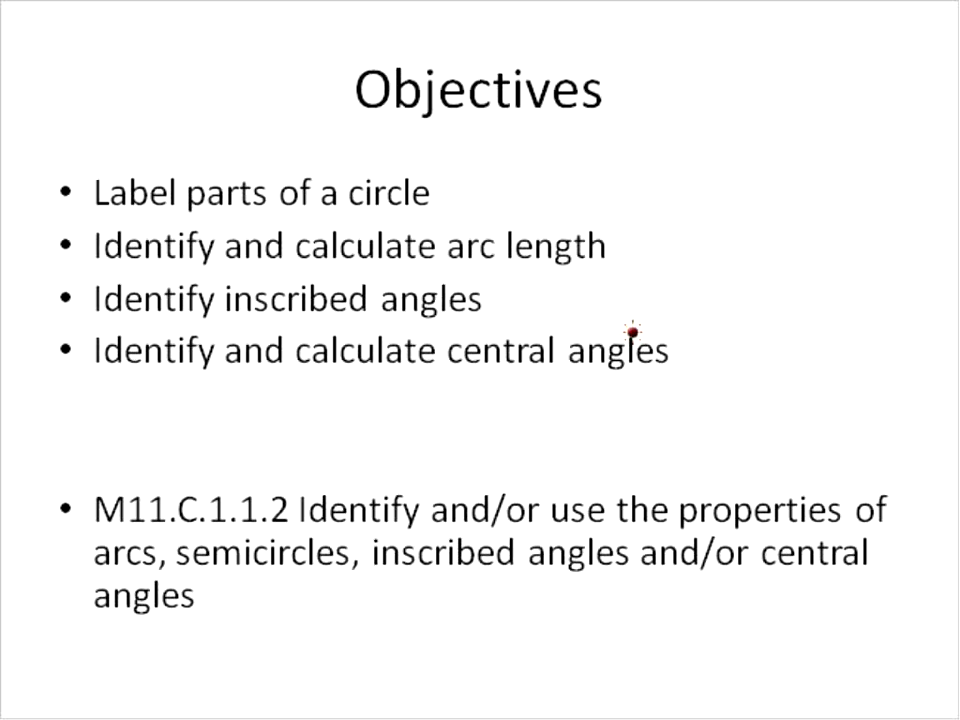 Objectives
• Label parts of a circle
• Identify and calculate arc length
• Identify inscribed angles
• Identify and calculate central angles
• M11.C.1.1.2 Identify and/or use the properties of
arcs, semicircles, inscribed angles and/or central
angles